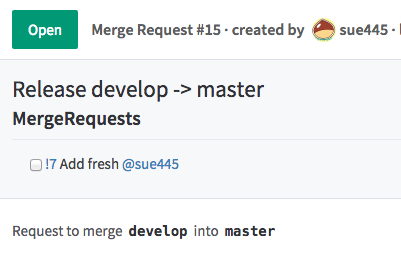 Open Merge Request #15 · created by sue445 ·
Release develop -> master
MergeRequests
!7 Add fresh @sue445
Request to merge develop into master